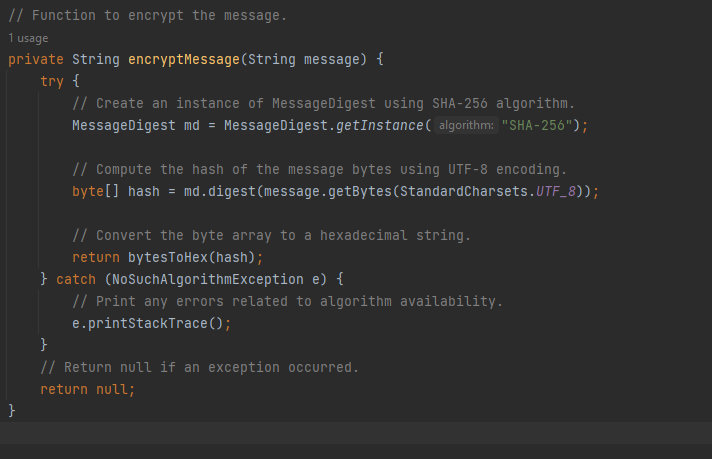 // Function to encrypt the message.
1 usage
private String encryptMessage(String message) {
try {
// Create an instance of MessageDigest using SHA-256 algorithm.
MessageDigest md = MessageDigest.getInstance( algorithm: "SHA-256");
// Compute the hash of the message bytes using UTF-8 encoding.
byte[] hash = md.digest(message.getBytes(StandardCharsets.UTF_8));
// Convert the byte array to a hexadecimal string.
return bytesToHex(hash);
} catch (NoSuchAlgorithmException e) {
// Print any errors related to algorithm availability.
e.printStackTrace();
}
// Return null if an exception occurred.
return null;
}